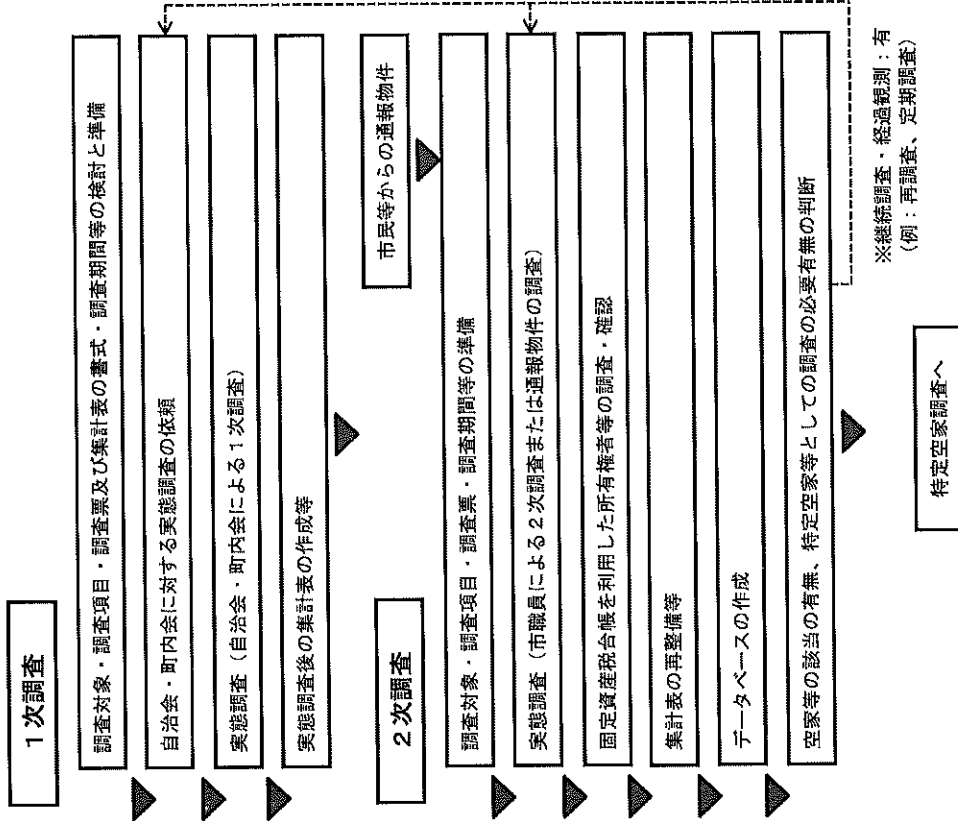 1次調査
調査対象・調査項目・調査票及び集計表の書式・調査期間等の検討と準備
自治会・町内会に対する実態調査の依頼
実態調査（自治会・町内会による1次調査）
実態調査後の集計表の作成等
2次調査
市民等からの通報物件
調査対象・調査項目・調査票・調査期間等の準備
実態調査（市職員による2次調査または通報物件の調査）
固定資産税台帳を利用した所有権者等の調査・確認
集計表の再整備等
データベースの作成
空家等の該当の有無、特定空家等としての調査の必要有無の判断
※継続調査・経過観測：有
（例：再調査、定期調査）
特定空家調査へ